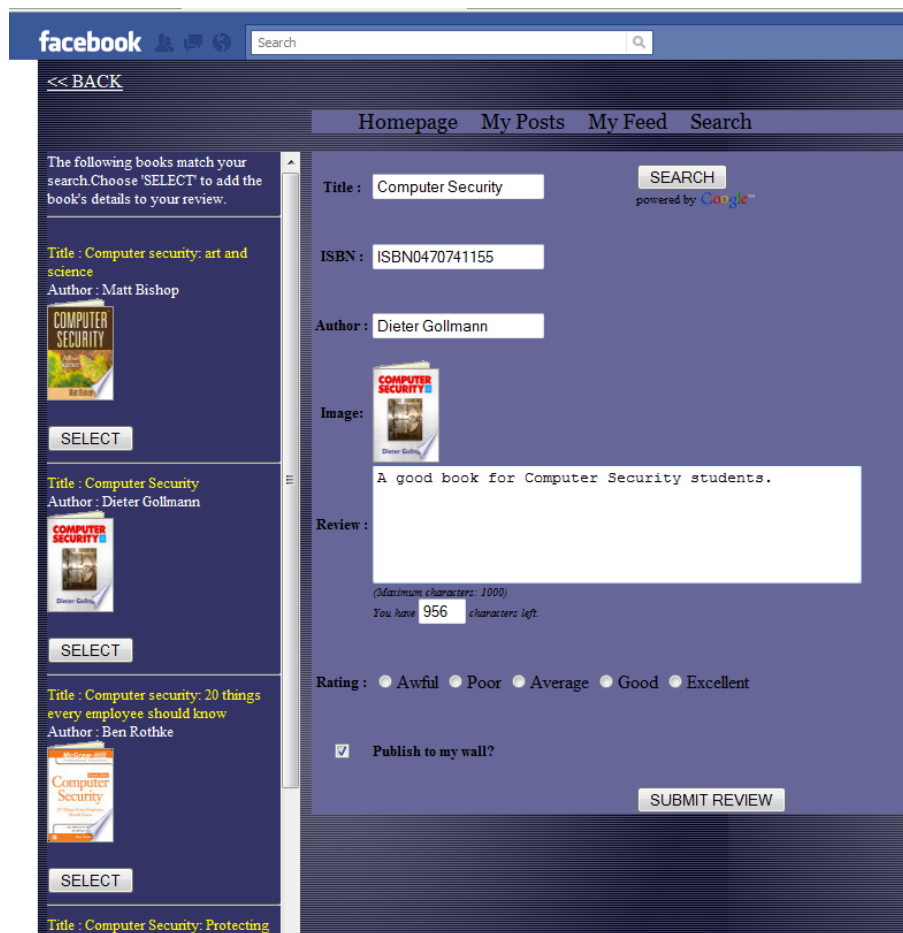 facebook
Search
<< BACK
Homepage My Posts My Feed Search
The following books match your
search.Choose 'SELECT' to add the
book's details to your review.
Title : Computer security: art and
science
Author : Matt Bishop
COMPUTER
SECURITY
Matt Bishop
SELECT
Title : Computer Security
Author : Dieter Gollmann
COMPUTER
SECURITY
Dieter Gollmann
SELECT
Title : Computer security: 20 things
every employee should know
Author : Ben Rothke
McGraw-Hill
Computer
Security
SELECT
Title : Computer Security: Protecting
Title : Computer Security
SEARCH
powered by Google™
ISBN : ISBN0470741155
Author : Dieter Gollmann
Image:
COMPUTER
SECURITY
Dieter Gollmann
Review : A good book for Computer Security students.
(Maximum characters: 1000)
You have 956 characters left.
Rating : Awful Poor Average Good Excellent
Publish to my wall?
SUBMIT REVIEW